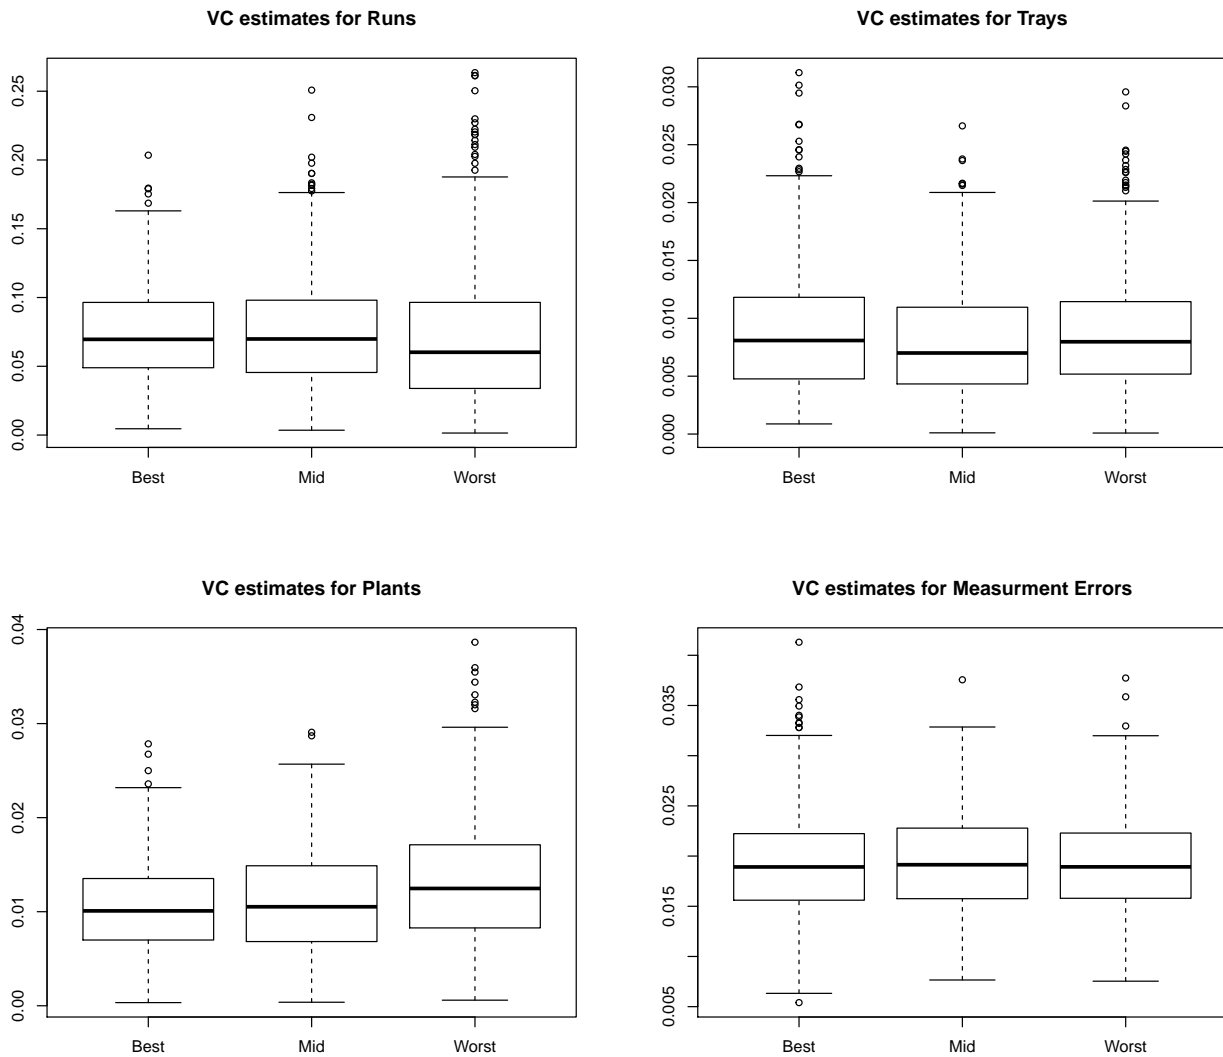 VC estimates for Runs
0.25
0.20
0.15
0.10
0.05
0.00
Best Mid Worst
VC estimates for Trays
0.030
0.025
0.020
0.015
0.010
0.005
0.000
Best Mid Worst
VC estimates for Plants
0.04
0.03
0.02
0.01
0.00
Best Mid Worst
VC estimates for Measurment Errors
0.035
0.025
0.015
0.005
Best Mid Worst